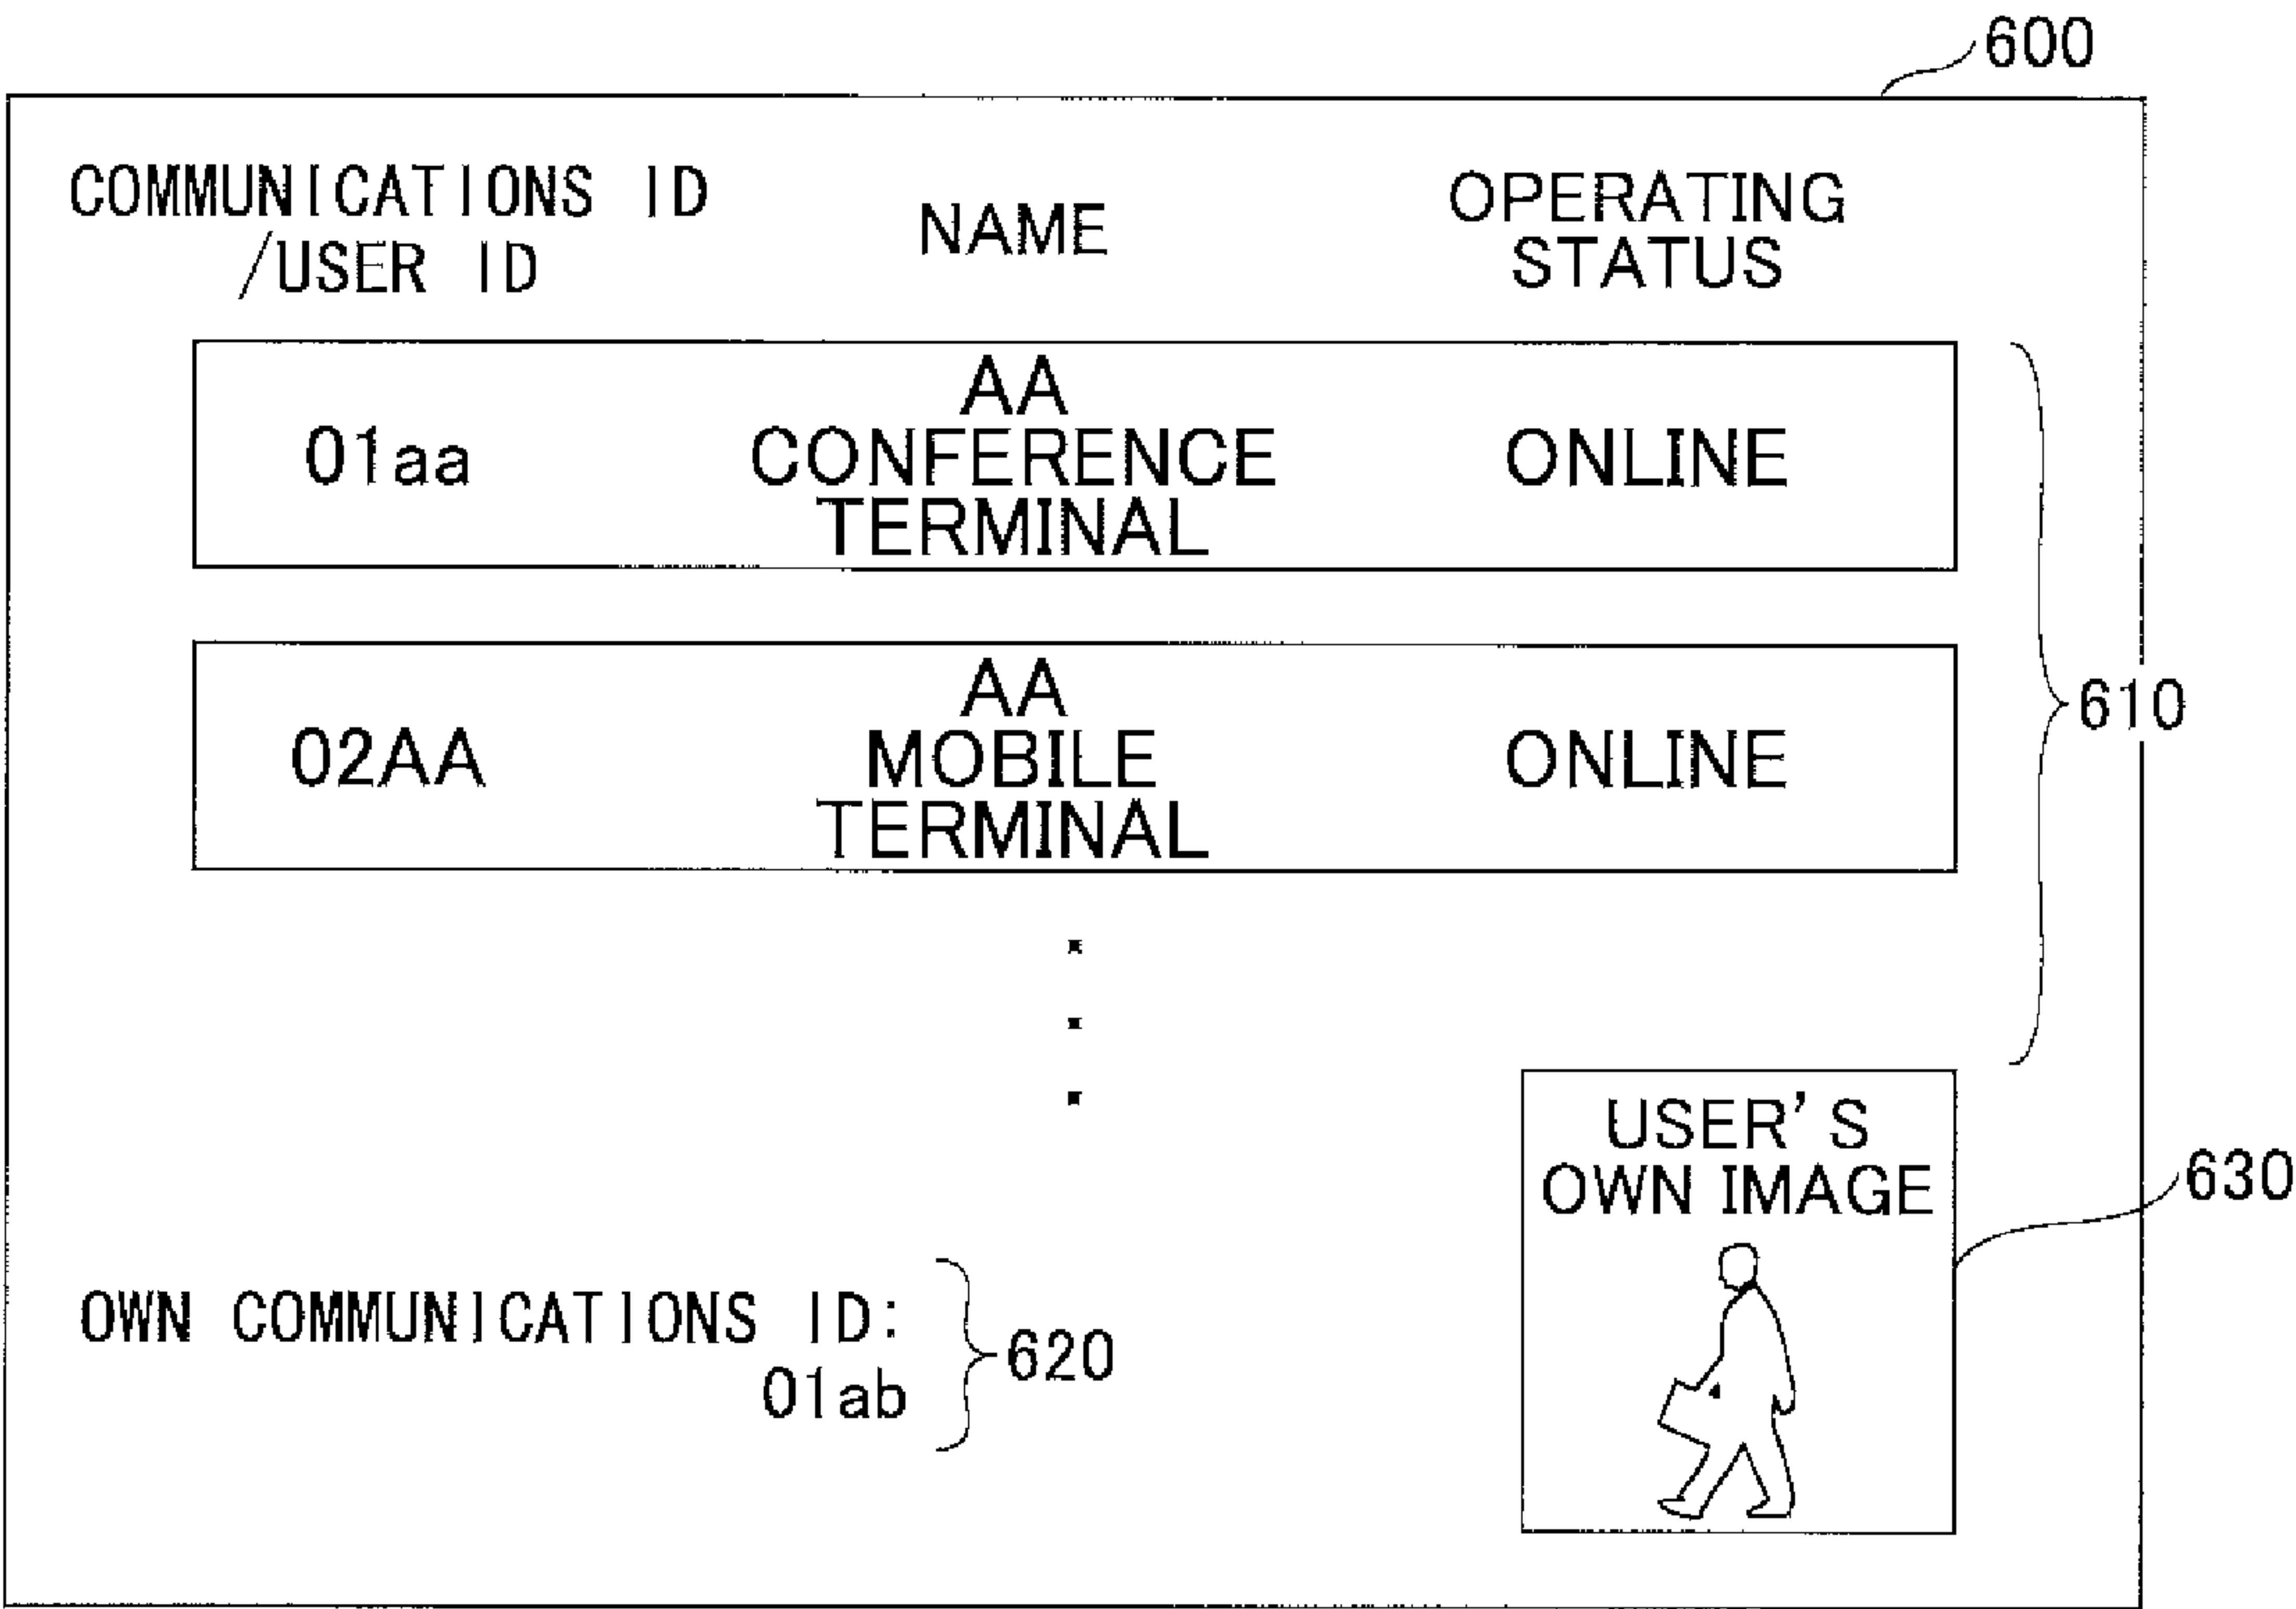 600
COMMUNICATIONS ID
/USER ID
NAME
OPERATING
STATUS
01aa
AA
CONFERENCE
TERMINAL
ONLINE
02AA
AA
MOBILE
TERMINAL
ONLINE
610
USER'S
OWN IMAGE
630
OWN COMMUNICATIONS ID:
01ab
620